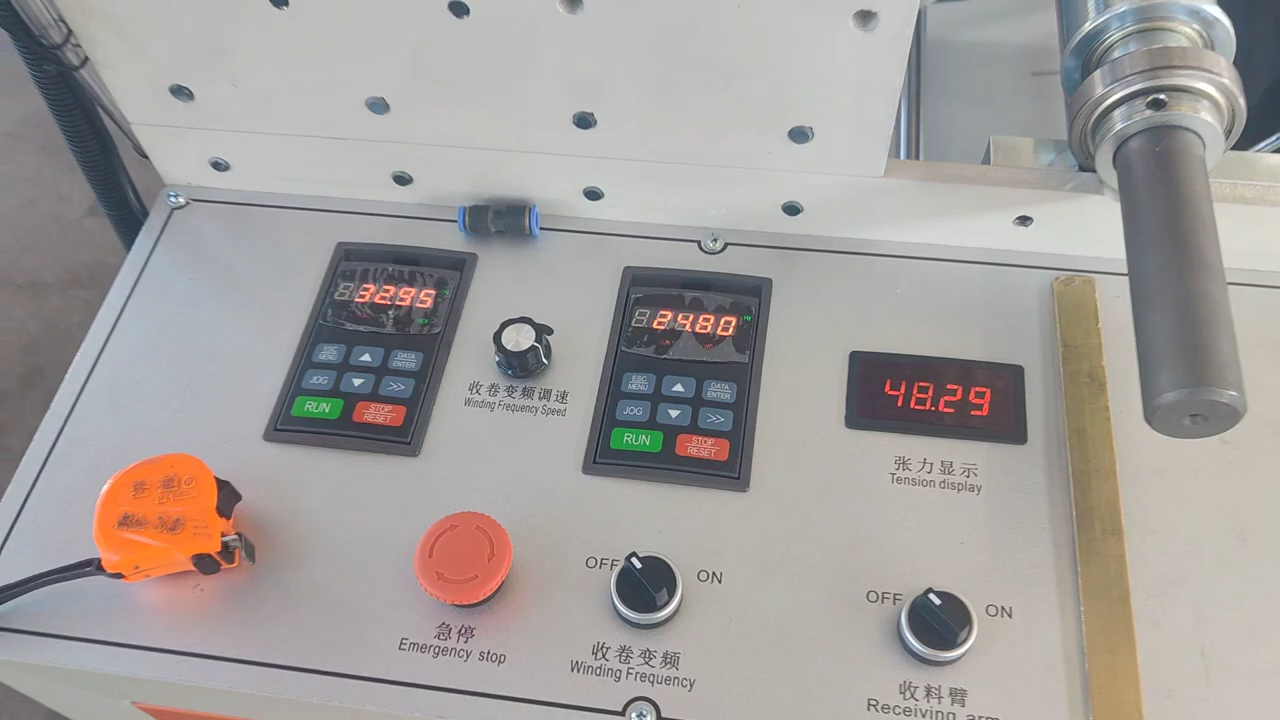 32.95
ESC
MENU
DATA
ENTER
JOG
>>
RUN
STOP
RESET
收卷变频调速
Winding Frequency Speed
24.80
ESC
MENU
DATA
ENTER
JOG
>>
RUN
STOP
RESET
48.29
张力显示
Tension display
急停
Emergency stop
OFF
ON
收卷变频
Winding Frequency
OFF
ON
收料臂
Receiving arm